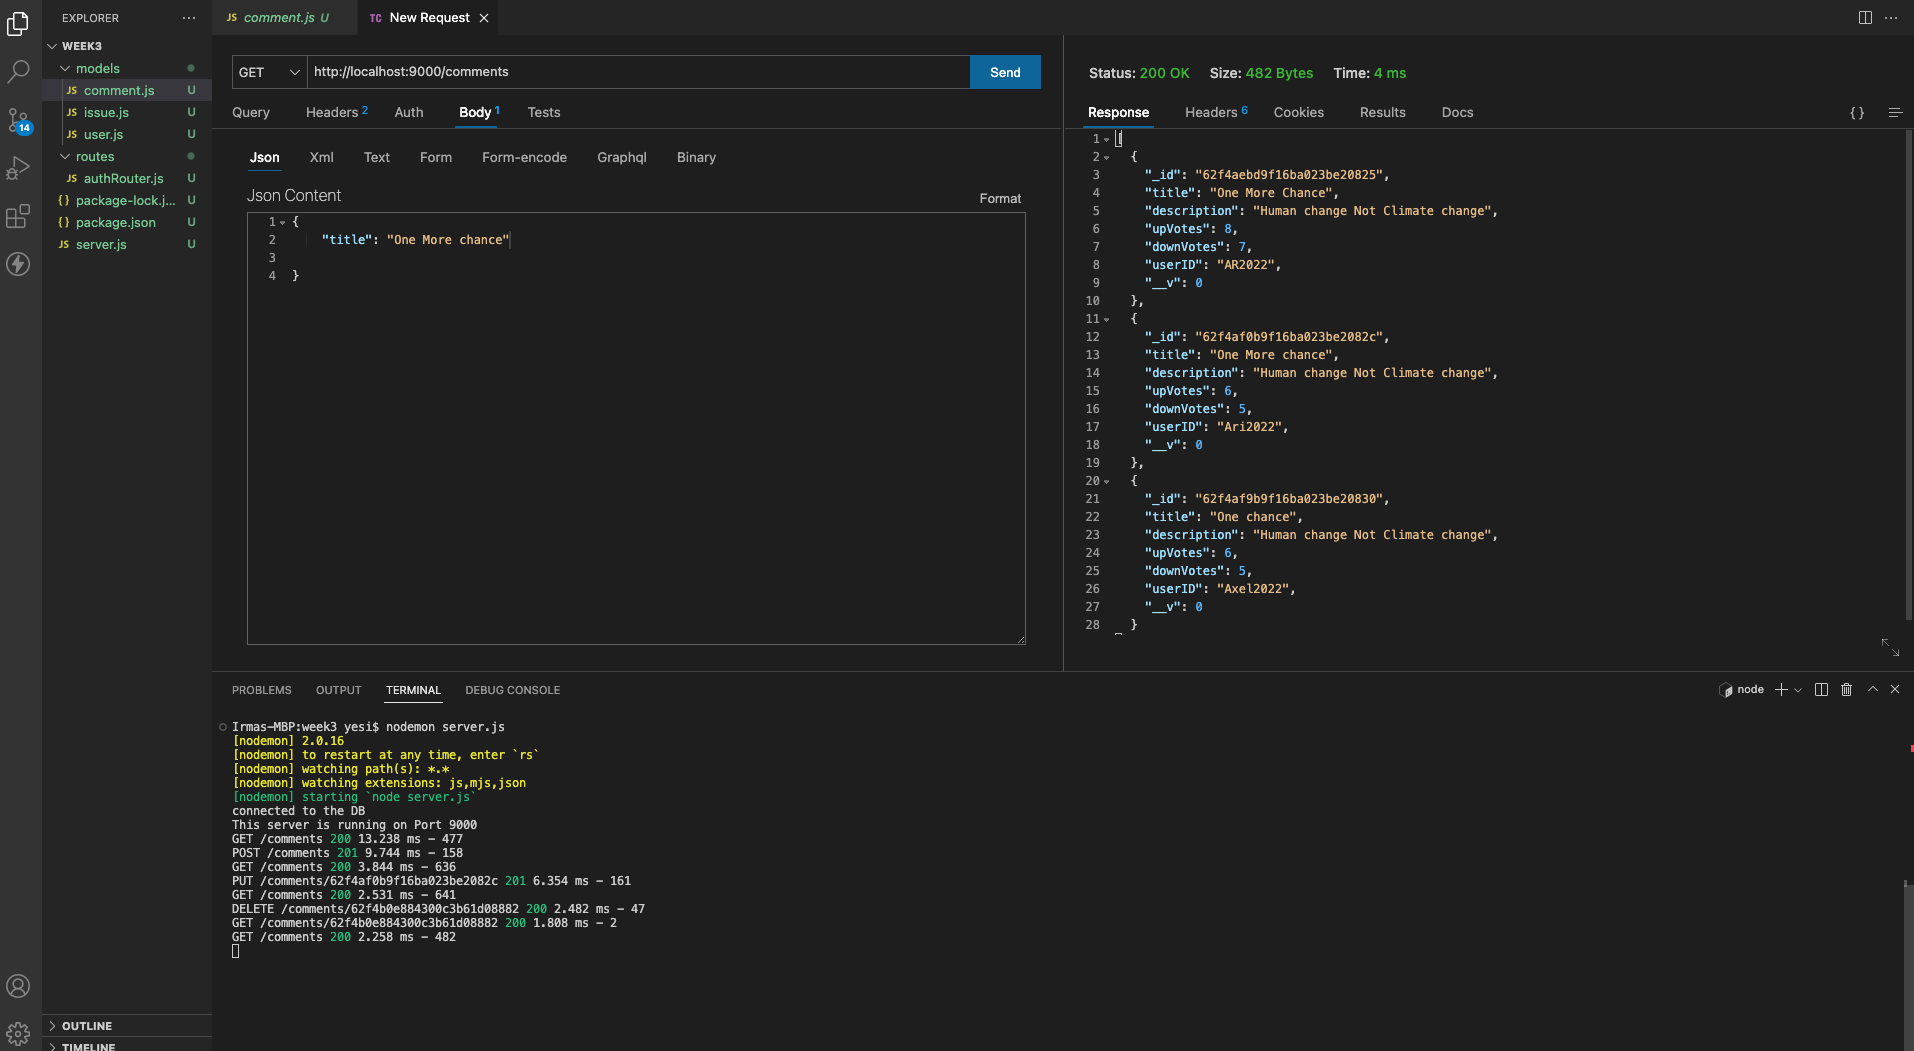 EXPLORER
WEEK3
models
JS comment.js U
JS issue.js U
JS user.js U
routes
JS authRouter.js U
{} package-lock.j... U
{} package.json U
JS server.js U
14
OUTLINE
TIMELINE
JS comment.js U
TC New Request
GET
http://localhost:9000/comments
Send
Query Headers 2 Auth Body 1 Tests
Json Xml Text Form Form-encode Graphql Binary
Json Content
Format
1 {
2 "title": "One More chance"
3
4 }
Status: 200 OK Size: 482 Bytes Time: 4 ms
Response Headers 6 Cookies Results Docs
{}
1 [
2 {
3 "_id": "62f4aebd9f16ba023be20825",
4 "title": "One More Chance",
5 "description": "Human change Not Climate change",
6 "upVotes": 8,
7 "downVotes": 7,
8 "userID": "AR2022",
9 "__v": 0
10 },
11 {
12 "_id": "62f4af0b9f16ba023be2082c",
13 "title": "One More chance",
14 "description": "Human change Not Climate change",
15 "upVotes": 6,
16 "downVotes": 5,
17 "userID": "Ari2022",
18 "__v": 0
19 },
20 {
21 "_id": "62f4af9b9f16ba023be20830",
22 "title": "One chance",
23 "description": "Human change Not Climate change",
24 "upVotes": 6,
25 "downVotes": 5,
26 "userID": "Axel2022",
27 "__v": 0
28 }
PROBLEMS OUTPUT TERMINAL DEBUG CONSOLE
node
Irmas-MBP:week3 yesi$ nodemon server.js
[nodemon] 2.0.16
[nodemon] to restart at any time, enter `rs`
[nodemon] watching path(s): *.*
[nodemon] watching extensions: js,mjs,json
[nodemon] starting `node server.js`
connected to the DB
This server is running on Port 9000
GET /comments 200 13.238 ms - 477
POST /comments 201 9.744 ms - 158
GET /comments 200 3.844 ms - 636
PUT /comments/62f4af0b9f16ba023be2082c 201 6.354 ms - 161
GET /comments 200 2.531 ms - 641
DELETE /comments/62f4b0e884300c3b61d08882 200 2.482 ms - 47
GET /comments/62f4b0e884300c3b61d08882 200 1.808 ms - 2
GET /comments 200 2.258 ms - 482